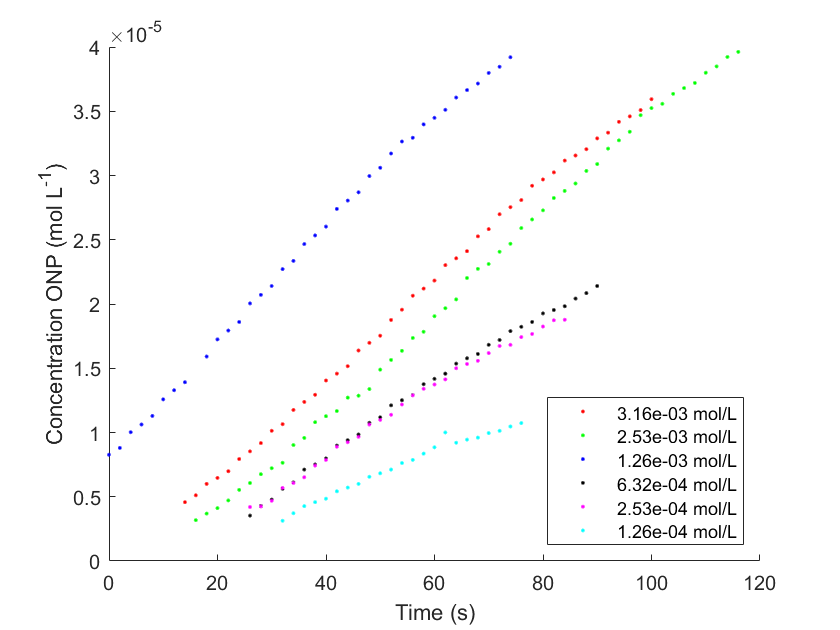 ×10-5
4
3.5
3
2.5
2
1.5
1
0.5
0
0 20 40 60 80 100 120
Concentration ONP (mol L-1)
Time (s)
3.16e-03 mol/L
2.53e-03 mol/L
1.26e-03 mol/L
6.32e-04 mol/L
2.53e-04 mol/L
1.26e-04 mol/L